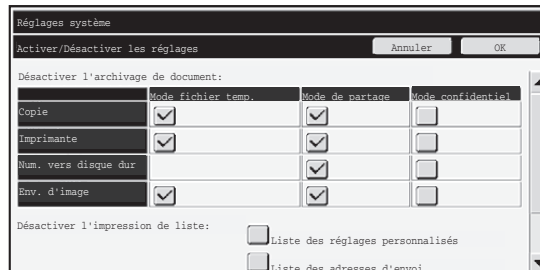 Réglages système
Activer/Désactiver les réglages Annuler OK
Désactiver l'archivage de document:
Mode fichier temp. Mode de partage Mode confidentiel
Copie
Imprimante
Num. vers disque dur
Env. d'image
Désactiver l'impression de liste:
Liste des réglages personnalisés
Liste des adresses d'envoi